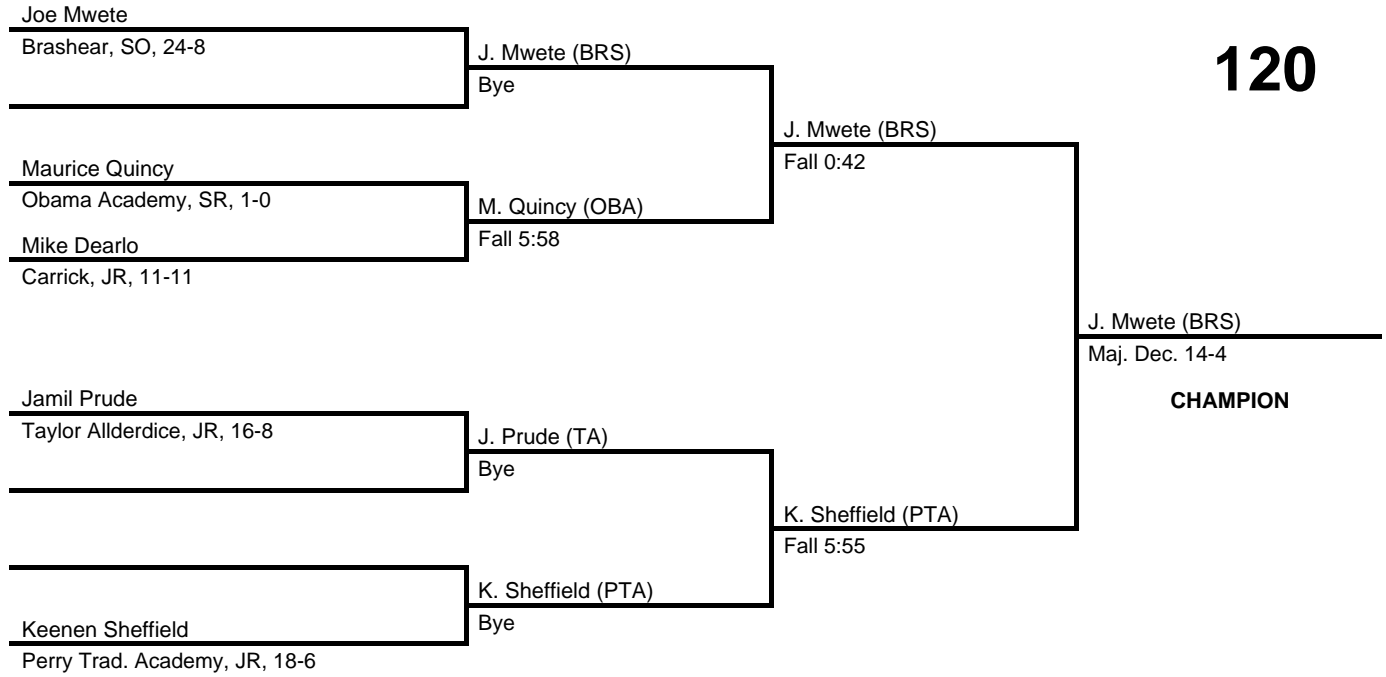 Joe Mwete
Brashear, SO, 24-8
J. Mwete (BRS)
Bye
120
J. Mwete (BRS)
Fall 0:42
Maurice Quincy
Obama Academy, SR, 1-0
M. Quincy (OBA)
Fall 5:58
Mike Dearlo
Carrick, JR, 11-11
J. Mwete (BRS)
Maj. Dec. 14-4
CHAMPION
Jamil Prude
Taylor Allderdice, JR, 16-8
J. Prude (TA)
Bye
K. Sheffield (PTA)
Fall 5:55
K. Sheffield (PTA)
Bye
Keenen Sheffield
Perry Trad. Academy, JR, 18-6